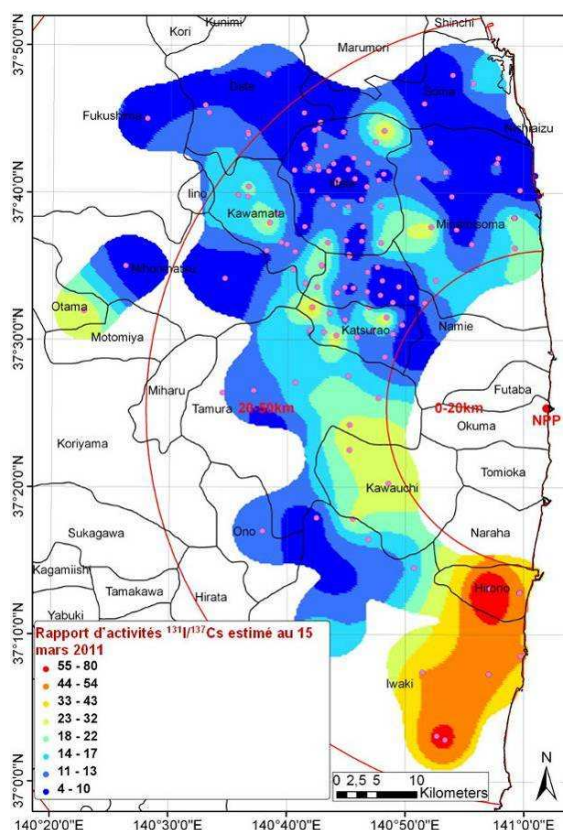 37°50'0"N
37°40'0"N
37°30'0"N
37°20'0"N
37°10'0"N
37°0'0"N
Kunimi
Shinchi
Kori
Marumori
Date
Soma
Fukushima
Iino
Kawamata
Minamisoma
Nihonmatsu
Otama
Motomiya
Katsurao
Namie
Miharu
Futaba
Tamura
20-80km
0-20km
NPP
Okuma
Koriyama
Tomioka
Kawauchi
Naraha
Ono
Sukagawa
Kagamiishi
Tamakawa
Hirata
Hirono
Yabuki
Iwaki
Rapport d'activités ¹³¹I/¹³⁷Cs estimé au 15
mars 2011
55 - 80
44 - 54
33 - 43
23 - 32
18 - 22
14 - 17
11 - 13
4 - 10
0 2,5 5 10
Kilometers
N
140°20'0"E 140°30'0"E 140°40'0"E 140°50'0"E 141°0'0"E